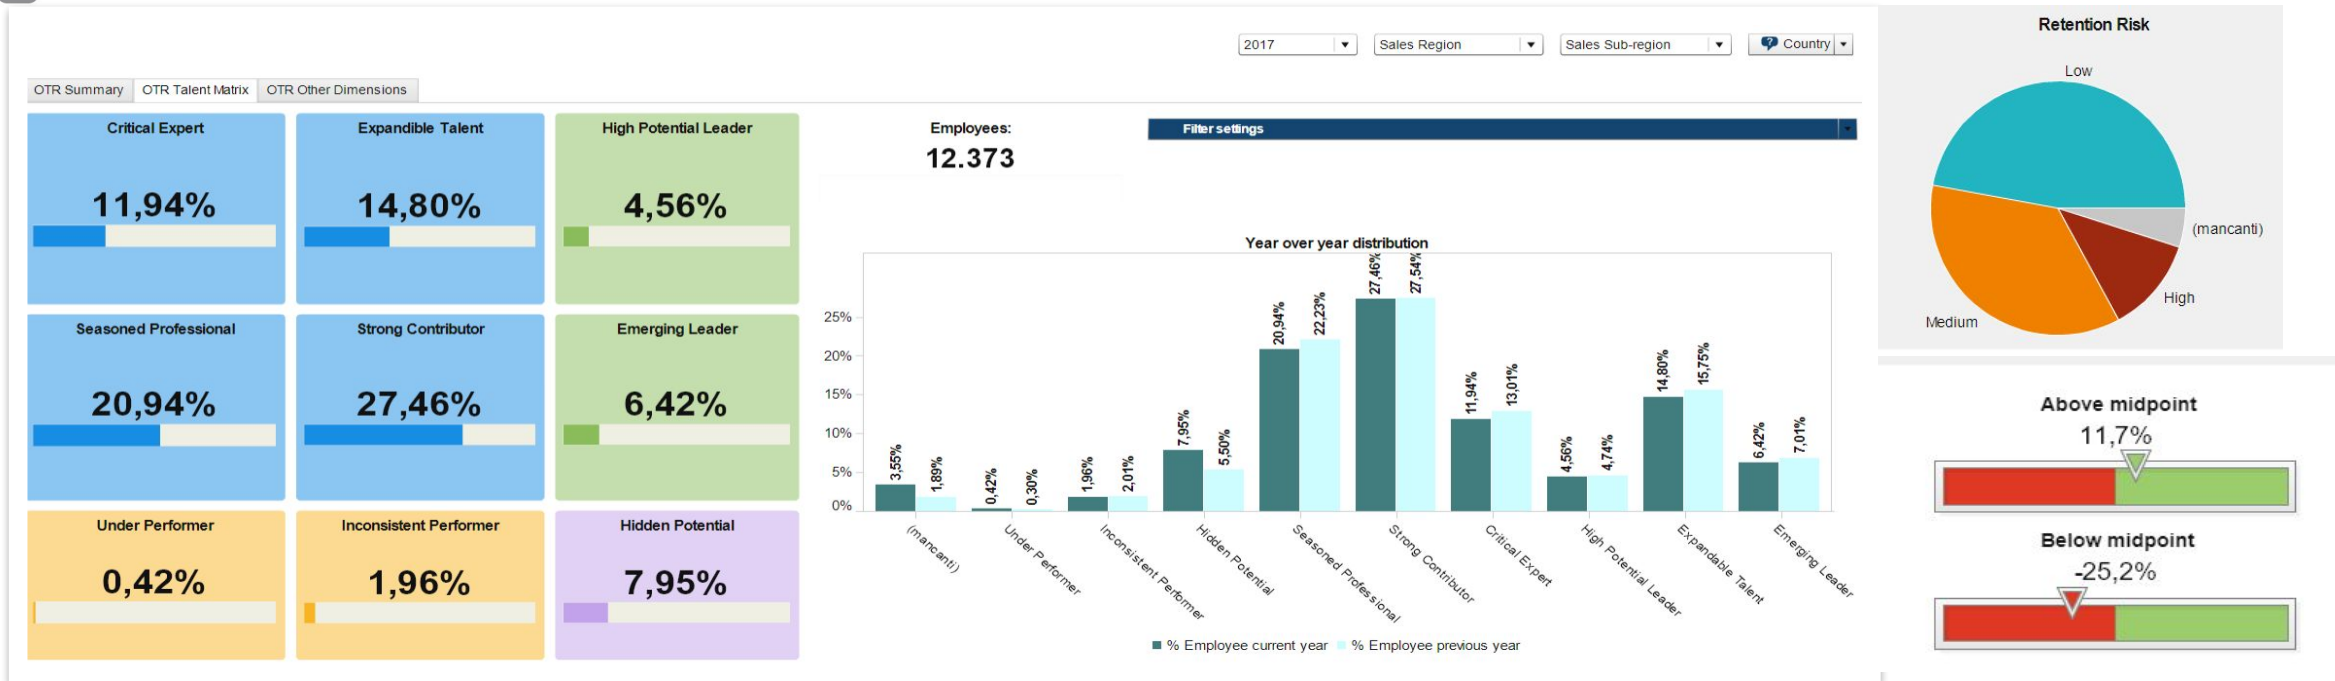 2017
Sales Region
Sales Sub-region
Country
OTR Summary
OTR Talent Matrix
OTR Other Dimensions
Critical Expert
11,94%
Expandible Talent
14,80%
High Potential Leader
4,56%
Seasoned Professional
20,94%
Strong Contributor
27,46%
Emerging Leader
6,42%
Under Performer
0,42%
Inconsistent Performer
1,96%
Hidden Potential
7,95%
Employees:
12.373
Filter settings
Year over year distribution
25%
20%
15%
10%
5%
0%
3,55%
1,89%
0,42%
0,30%
1,96%
2,01%
7,95%
5,50%
20,94%
22,23%
27,46%
27,54%
11,94%
13,01%
4,56%
4,74%
14,80%
15,75%
6,42%
7,01%
(mancanti)
Under Performer
Inconsistent Performer
Hidden Potential
Seasoned Professional
Strong Contributor
Critical Expert
High Potential Leader
Expandable Talent
Emerging Leader
% Employee current year
% Employee previous year
Retention Risk
Low
(mancanti)
High
Medium
Above midpoint
11,7%
Below midpoint
-25,2%